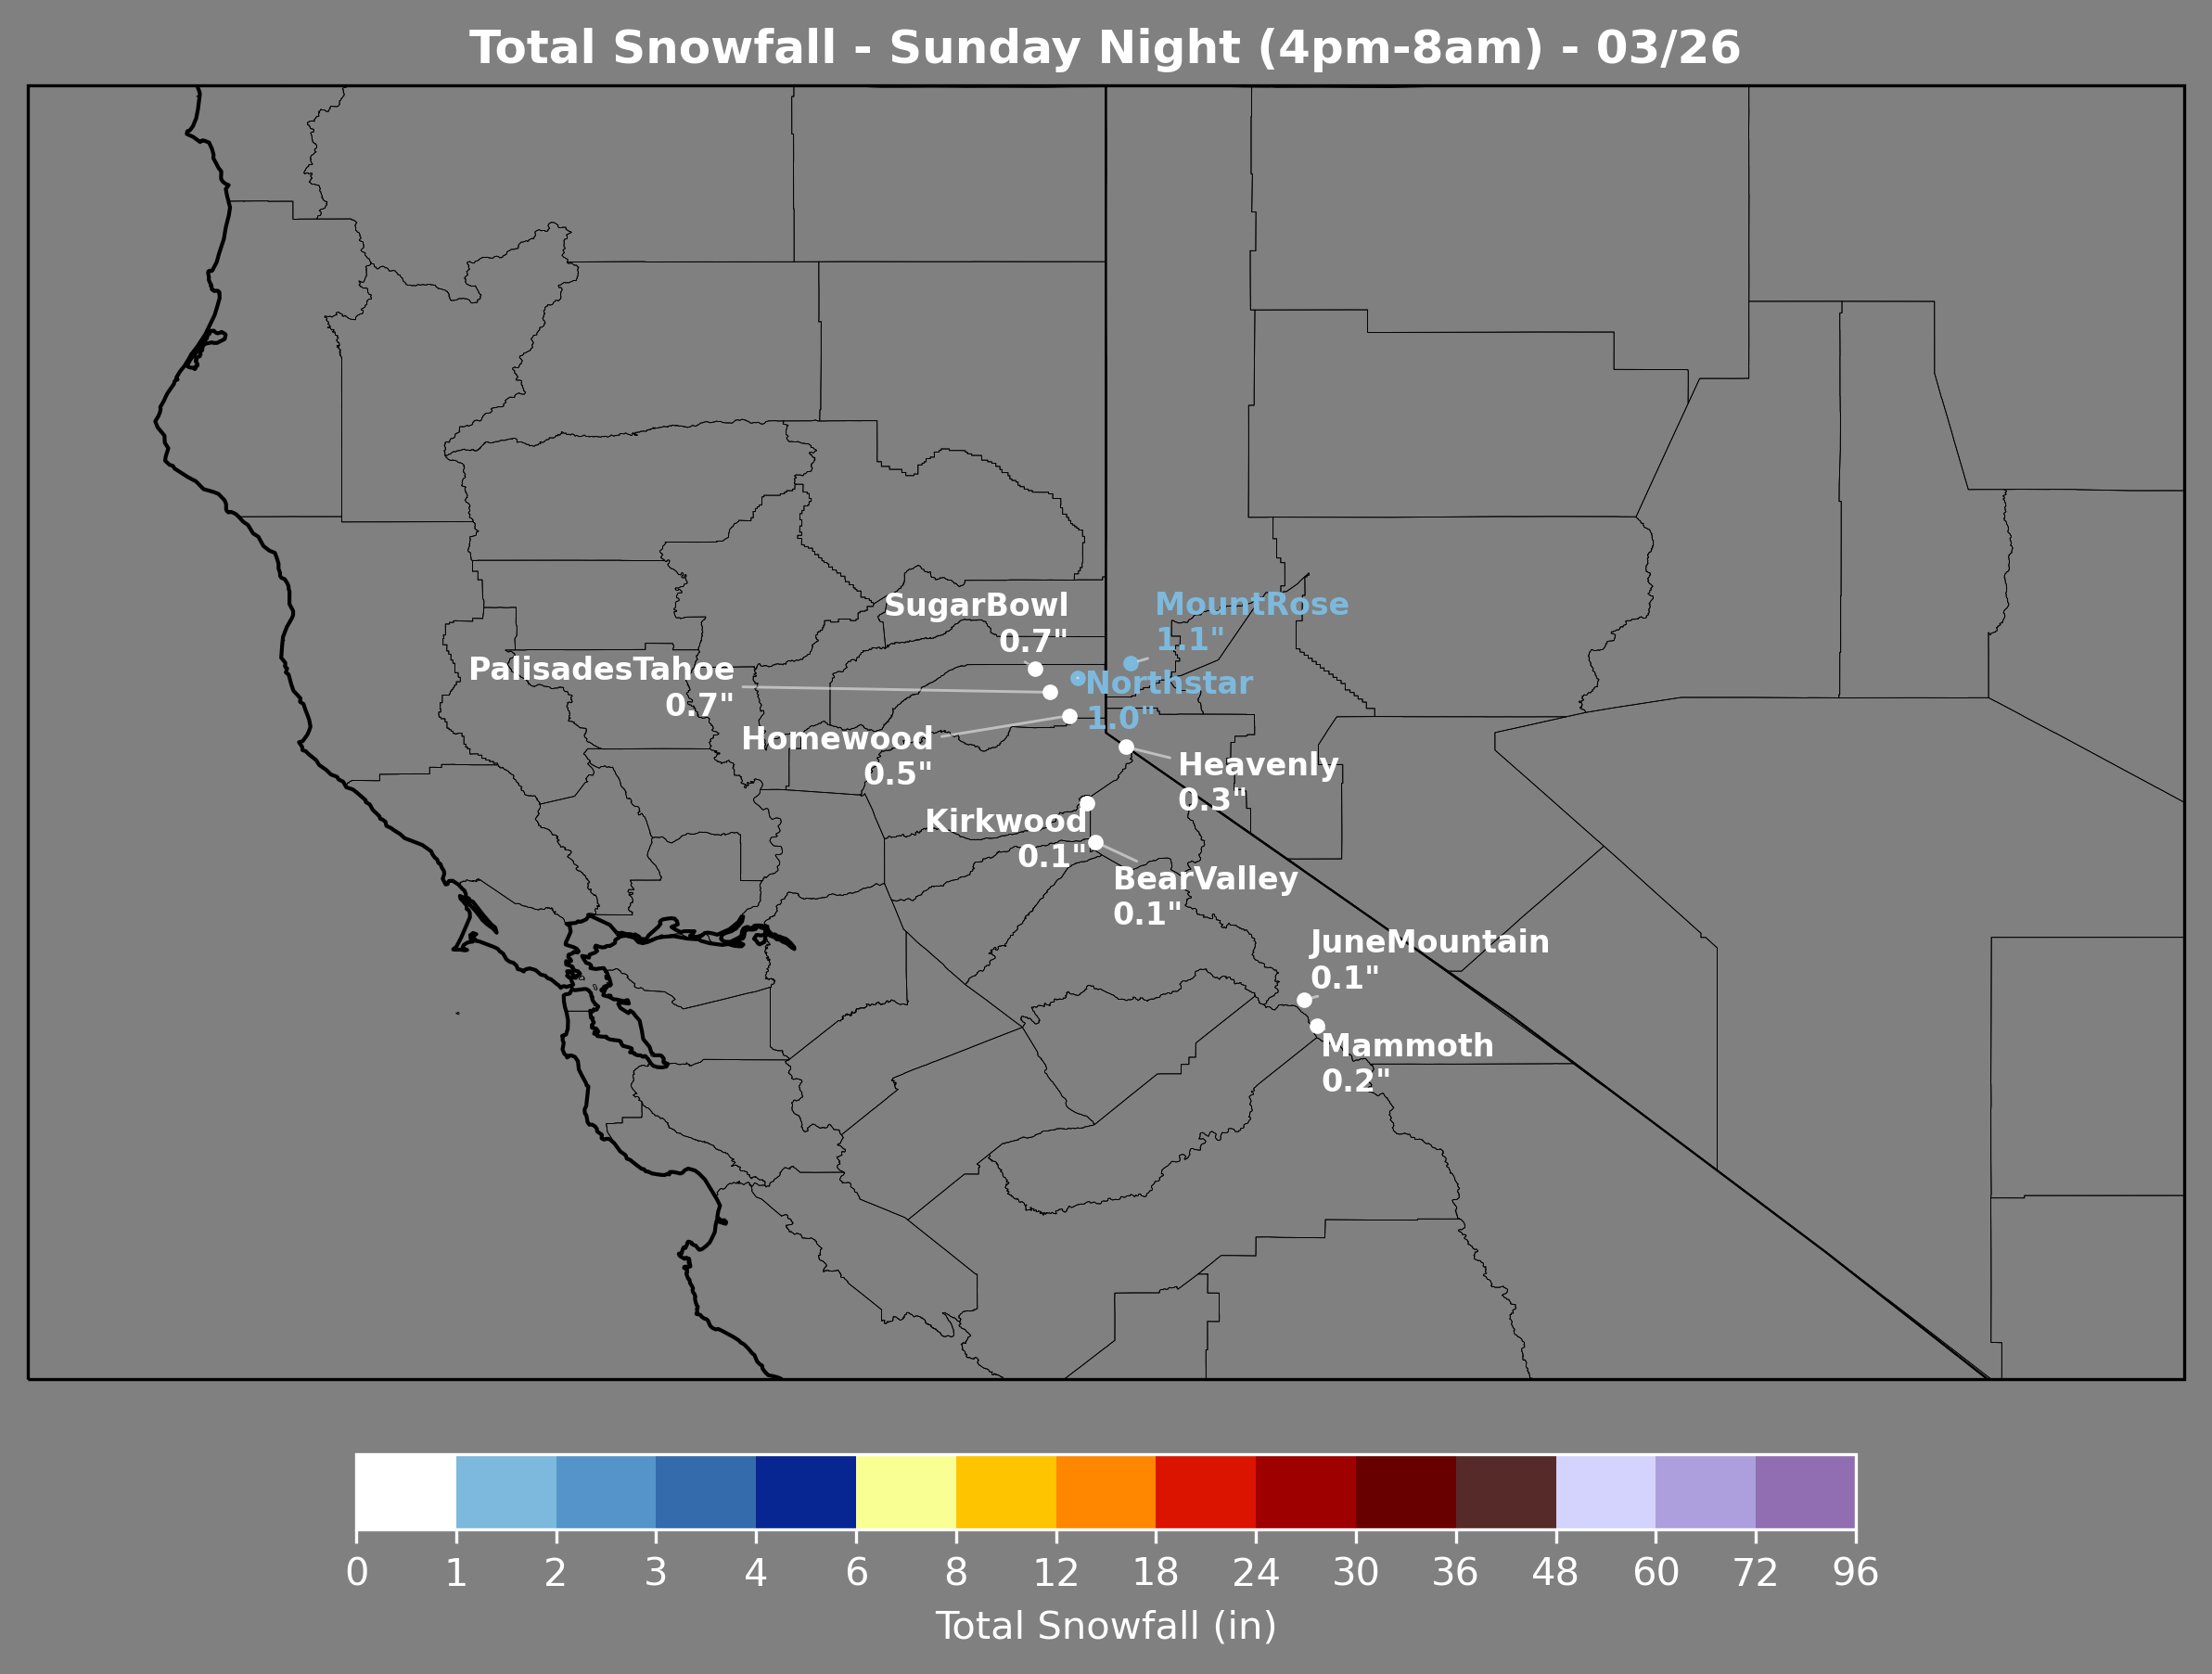 Total Snowfall - Sunday Night (4pm-8am) - 03/26
SugarBowl
0.7"
MountRose
1.1"
PalisadesTahoe
0.7"
Northstar
1.0"
Homewood
0.5"
Heavenly
0.3"
Kirkwood
0.1"
BearValley
0.1"
JuneMountain
0.1"
Mammoth
0.2"
0 1 2 3 4 6 8 12 18 24 30 36 48 60 72 96
Total Snowfall (in)